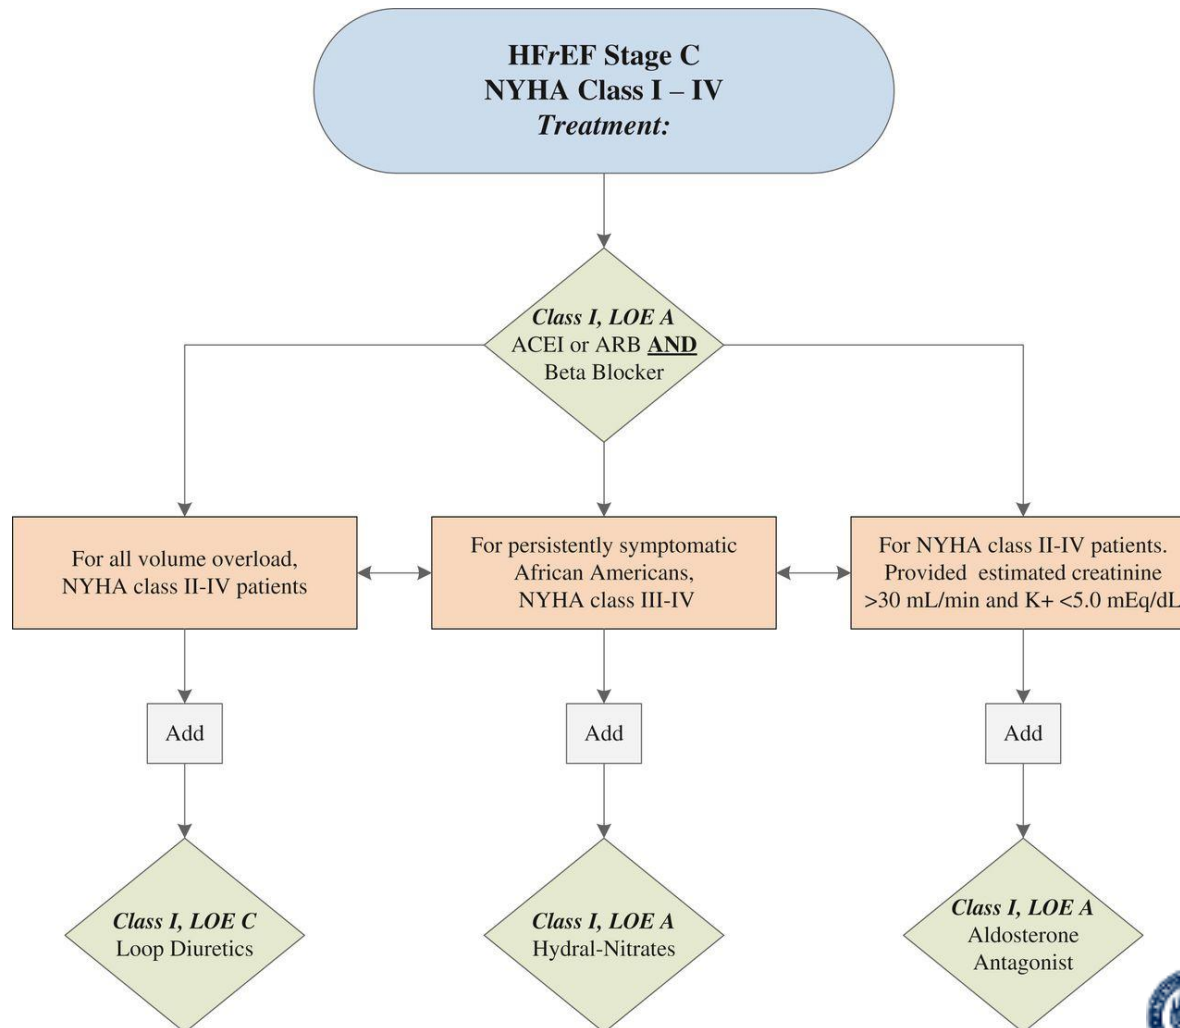 HFrEF Stage C
NYHA Class I – IV
Treatment:
Class I, LOE A
ACEI or ARB AND
Beta Blocker
For all volume overload,
NYHA class II-IV patients
For persistently symptomatic
African Americans,
NYHA class III-IV
For NYHA class II-IV patients.
Provided estimated creatinine
>30 mL/min and K+ <5.0 mEq/dL
Add
Add
Add
Class I, LOE C
Loop Diuretics
Class I, LOE A
Hydral-Nitrates
Class I, LOE A
Aldosterone
Antagonist